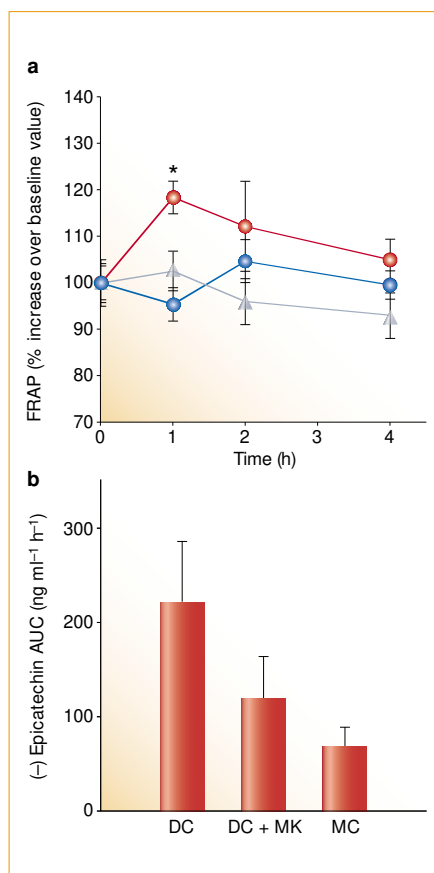 a
FRAP (% increase over baseline value)
140
130
120
110
100
90
80
70
*
0
1
2
3
4
Time (h)
b
(–) Epicatechin AUC (ng ml⁻¹ h⁻¹)
300
200
100
0
DC
DC + MK
MC